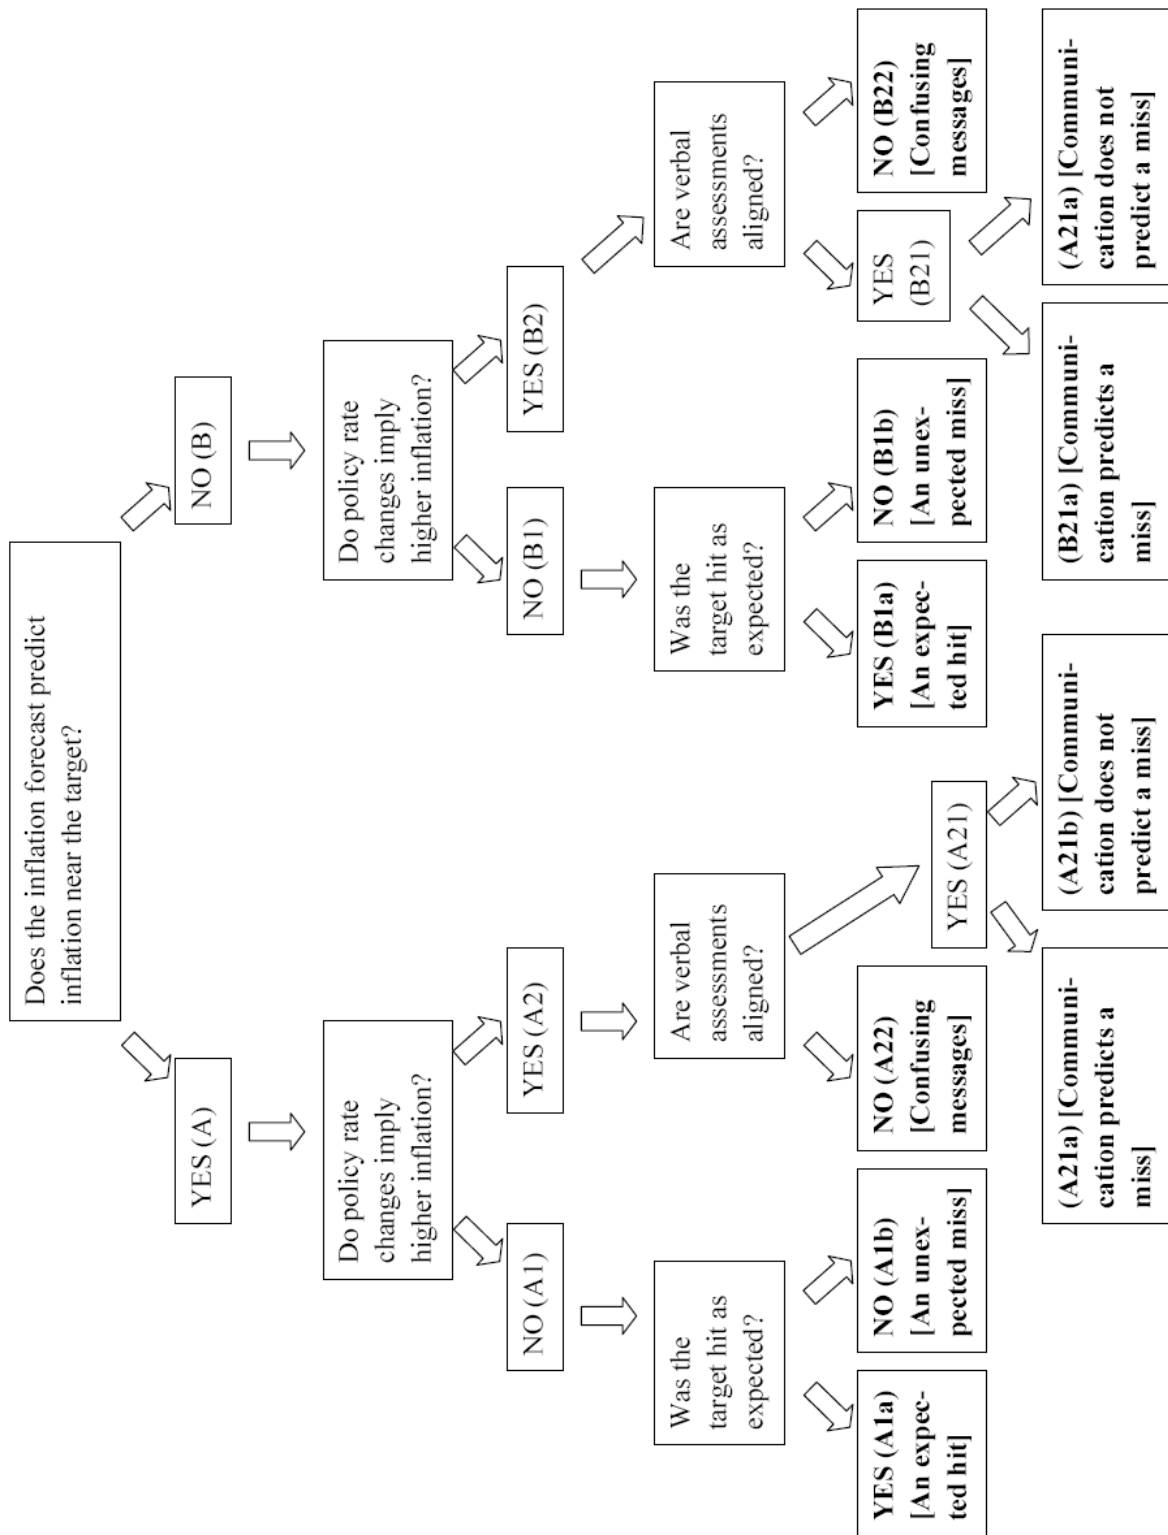 Does the inflation forecast predict
inflation near the target?
YES (A)
NO (B)
Do policy rate
changes imply
higher inflation?
Do policy rate
changes imply
higher inflation?
NO (A1)
YES (A2)
NO (B1)
YES (B2)
Was the
target hit as
expected?
Are verbal
assessments
aligned?
Was the
target hit as
expected?
Are verbal
assessments
aligned?
YES (A1a)
[An expec-
ted hit]
NO (A1b)
[An unex-
pected miss]
NO (A22)
[Confusing
messages]
YES (A21)
YES (B1a)
[An expec-
ted hit]
NO (B1b)
[An unex-
pected miss]
YES
(B21)
NO (B22)
[Confusing
messages]
(A21a) [Communi-
cation predicts a
miss]
(A21b) [Communi-
cation does not
predict a miss]
(B21a) [Communi-
cation predicts a
miss]
(A21a) [Communi-
cation does not
predict a miss]